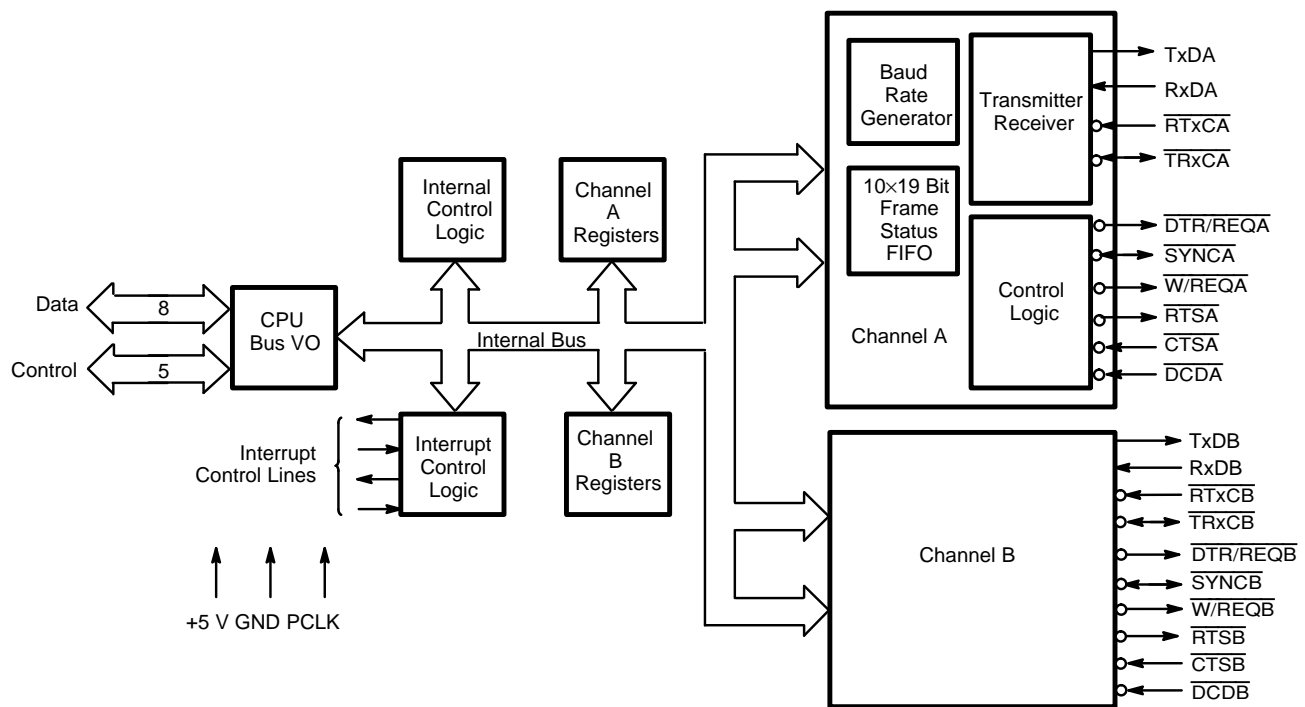 Data
8
Control
5
CPU
Bus VO
Internal
Control
Logic
Channel
A
Registers
Internal Bus
Interrupt
Control Lines
Interrupt
Control
Logic
Channel
B
Registers
+5 V GND PCLK
Baud
Rate
Generator
Transmitter
Receiver
10×19 Bit
Frame
Status
FIFO
Control
Logic
Channel A
TxDA
RxDA
RTxCA
TRxCA
DTR/REQA
SYNCA
W/REQA
RTSA
CTSA
DCDA
Channel B
TxDB
RxDB
RTxCB
TRxCB
DTR/REQB
SYNCB
W/REQB
RTSB
CTSB
DCDB